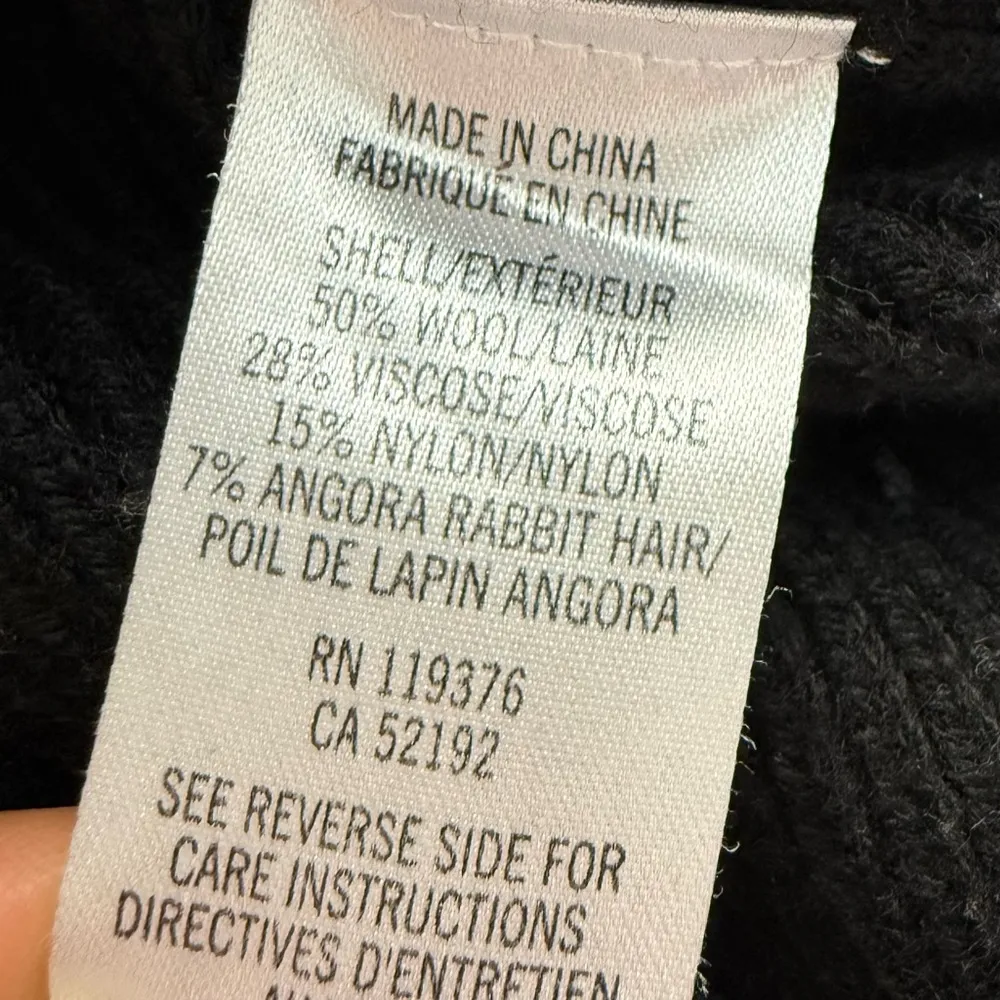 MADE IN CHINA
FABRIQUÉ EN CHINE
SHELL/EXTÉRIEUR
50% WOOL/LAINE
28% VISCOSE/VISCOSE
15% NYLON/NYLON
7% ANGORA RABBIT HAIR/
POIL DE LAPIN ANGORA
RN 119376
CA 52192
SEE REVERSE SIDE FOR
CARE INSTRUCTIONS
DIRECTIVES D'ENTRETIEN